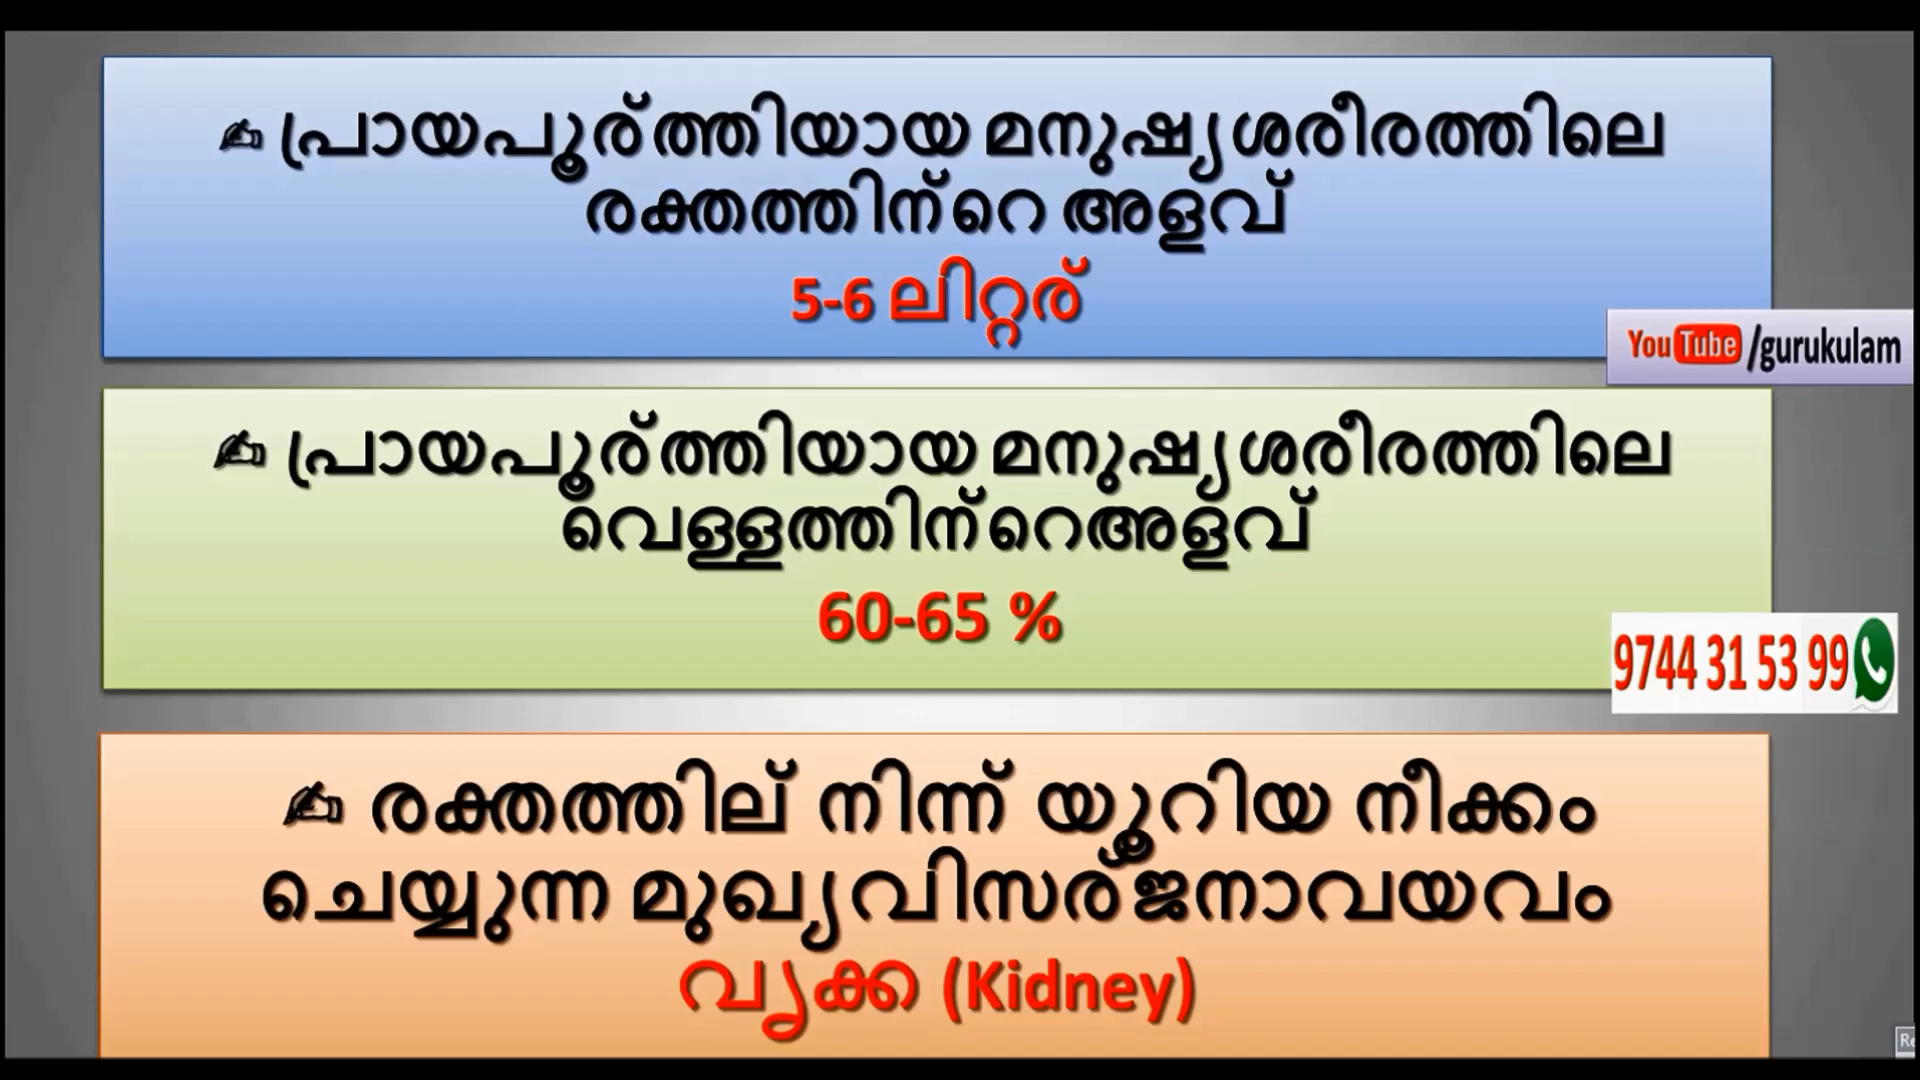 ✍ പ്രായപൂര്‌ത്തിയായ മനുഷ്യശരീരത്തിലെ
രക്തത്തിന്‌റെ അളവ്
5-6 ലിറ്റര്
YouTube/gurukulam
✍ പ്രായപൂര്‌ത്തിയായ മനുഷ്യശരീരത്തിലെ
വെള്ളത്തിന്‌റെഅളവ്
60-65 %
9744 31 53 99
✍ രക്തത്തില് നിന്ന് യൂറിയ നീക്കം
ചെയ്യുന്ന മുഖ്യവിസര്‌ജനാവയവം
വൃക്ക (Kidney)